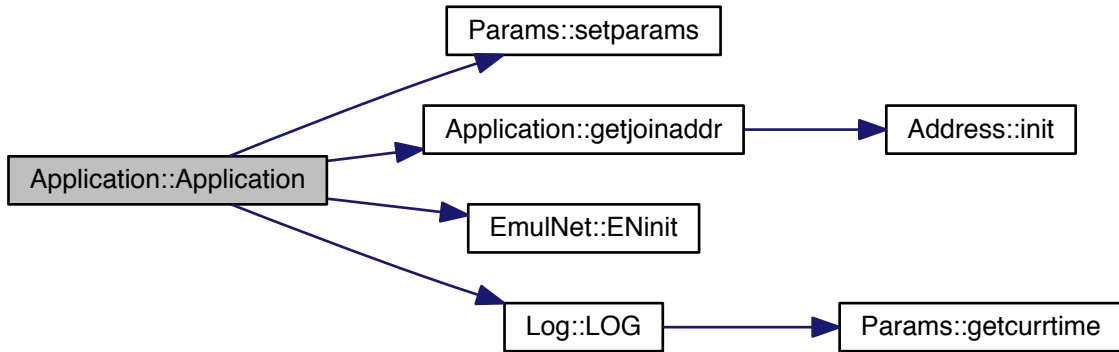 Params::setparams
Application::getjoinaddr
Address::init
Application::Application
EmulNet::ENinit
Log::LOG
Params::getcurrtime